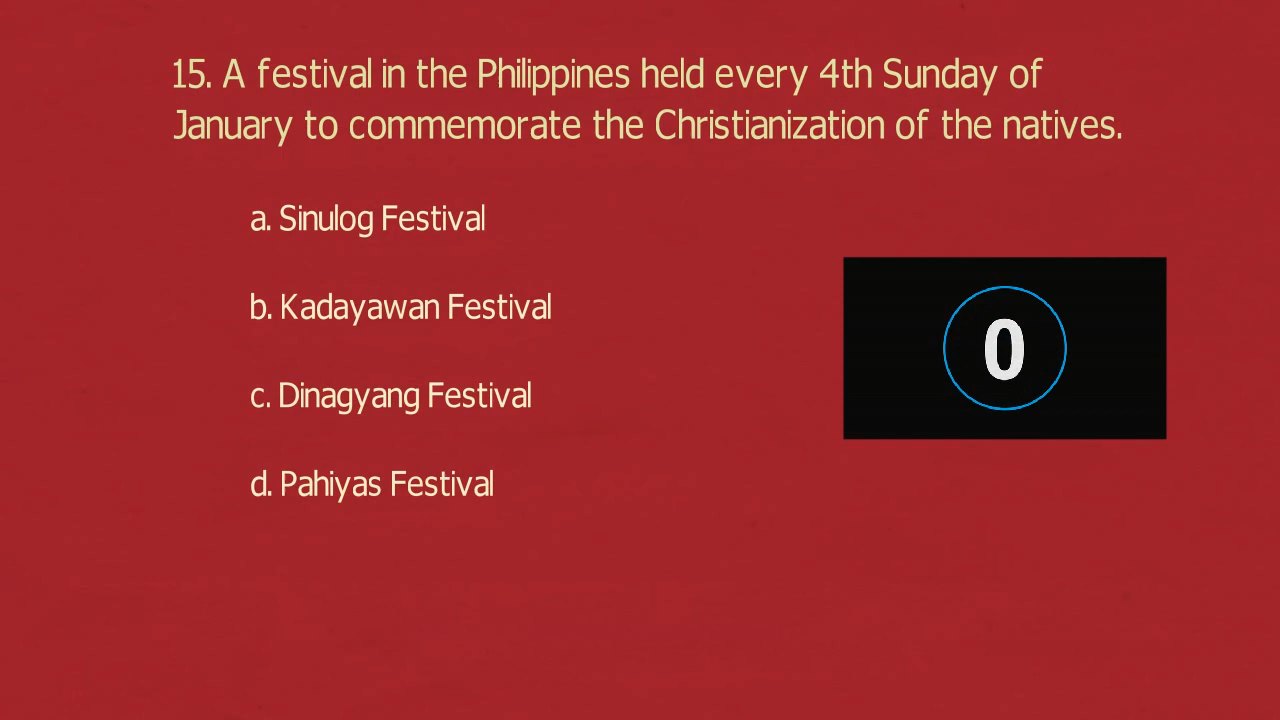 15. A festival in the Philippines held every 4th Sunday of
January to commemorate the Christianization of the natives.
a. Sinulog Festival
b. Kadayawan Festival
c. Dinagyang Festival
d. Pahiyas Festival
0